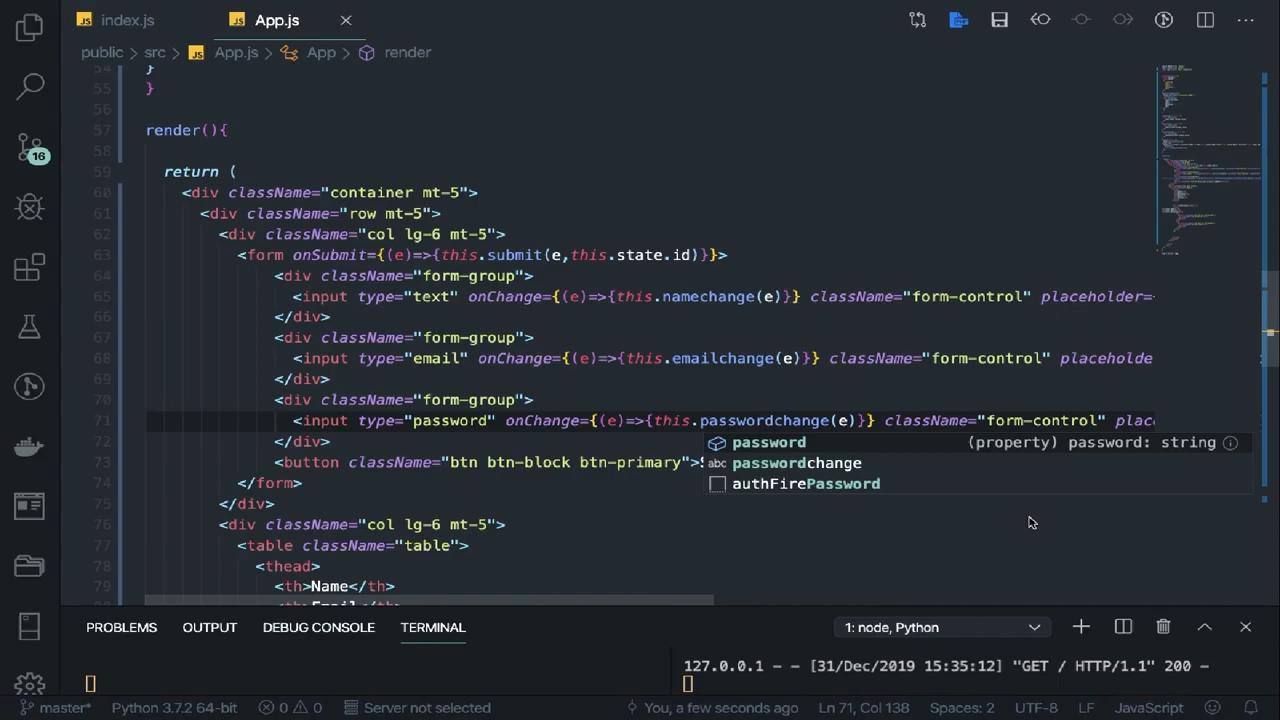 index.js App.js
public > src > App.js > App > render
54 }
55 }
56
57 render(){
58
59 return (
60 <div className="container mt-5">
61 <div className="row mt-5">
62 <div className="col lg-6 mt-5">
63 <form onSubmit={(e)=>{this.submit(e,this.state.id)}}>
64 <div className="form-group">
65 <input type="text" onChange={(e)=>{this.namechange(e)}} className="form-control" placeholder=
66 </div>
67 <div className="form-group">
68 <input type="email" onChange={(e)=>{this.emailchange(e)}} className="form-control" placeholde
69 </div>
70 <div className="form-group">
71 <input type="password" onChange={(e)=>{this.passwordchange(e)}} className="form-control" plac
72 </div>
password (property) password: string
73 <button className="btn btn-block btn-primary">S
abc passwordchange
74 </form>
authFirePassword
75 </div>
76 <div className="col lg-6 mt-5">
77 <table className="table">
78 <thead>
79 <th>Name</th>
<th>Email</th>
16
PROBLEMS OUTPUT DEBUG CONSOLE TERMINAL 1: node, Python
127.0.0.1 - - [31/Dec/2019 15:35:12] "GET / HTTP/1.1" 200 -
master* Python 3.7.2 64-bit 0 0 Server not selected You, a few seconds ago Ln 71, Col 138 Spaces: 2 UTF-8 LF JavaScript